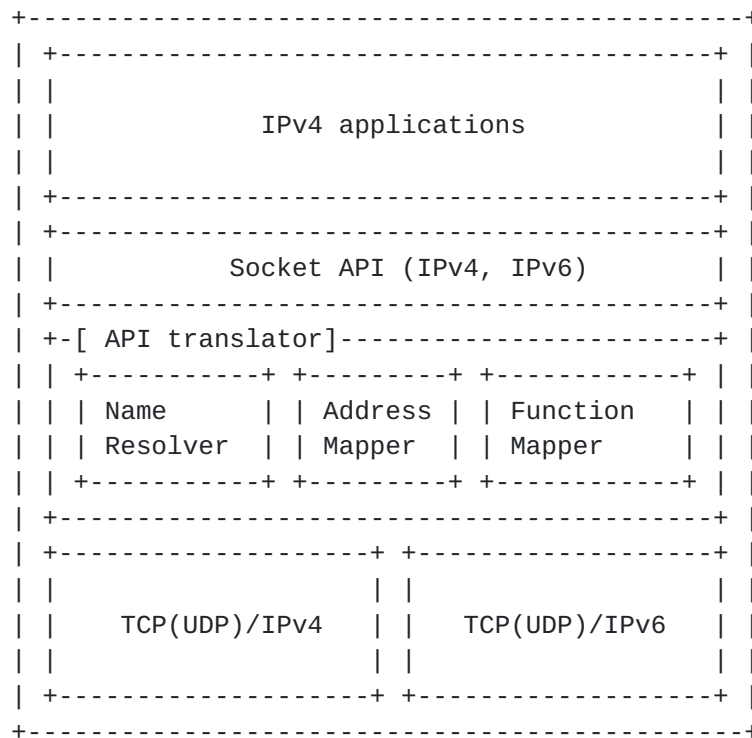 IPv4 applications
Socket API (IPv4, IPv6)
[ API translator]
Name Address Function
Resolver Mapper Mapper
TCP(UDP)/IPv4 TCP(UDP)/IPv6